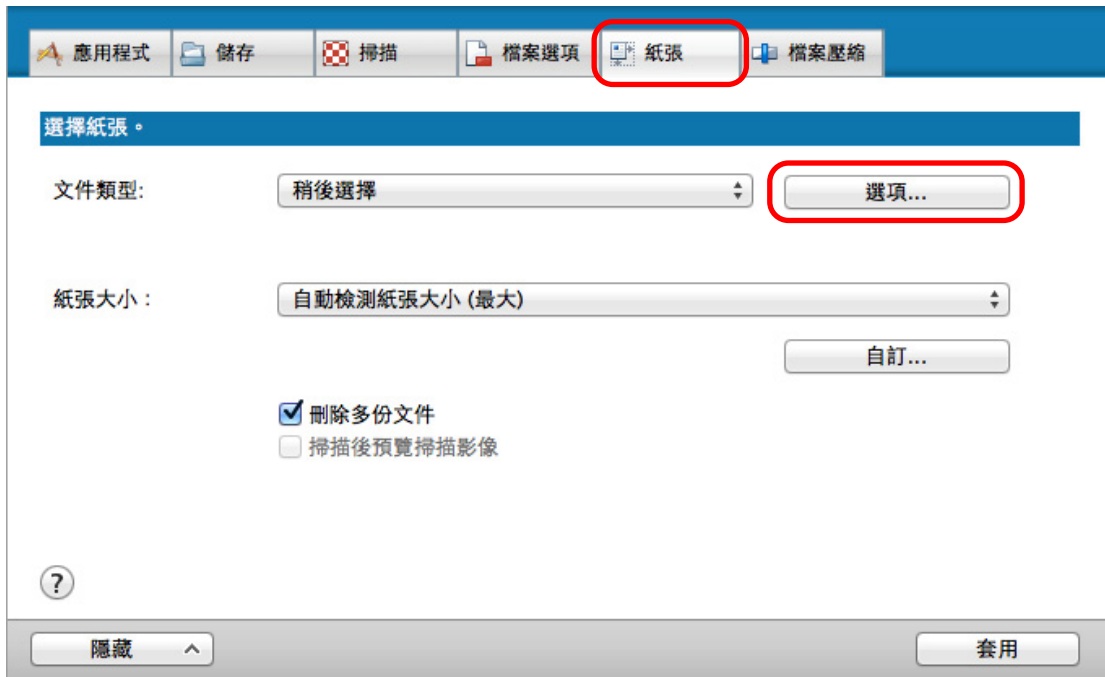 應用程式 儲存 掃描 檔案選項 紙張 檔案壓縮
選擇紙張。
文件類型: 稍後選擇 選項...
紙張大小： 自動檢測紙張大小 (最大)
自訂...
刪除多份文件
掃描後預覽掃描影像
?
隱藏 套用